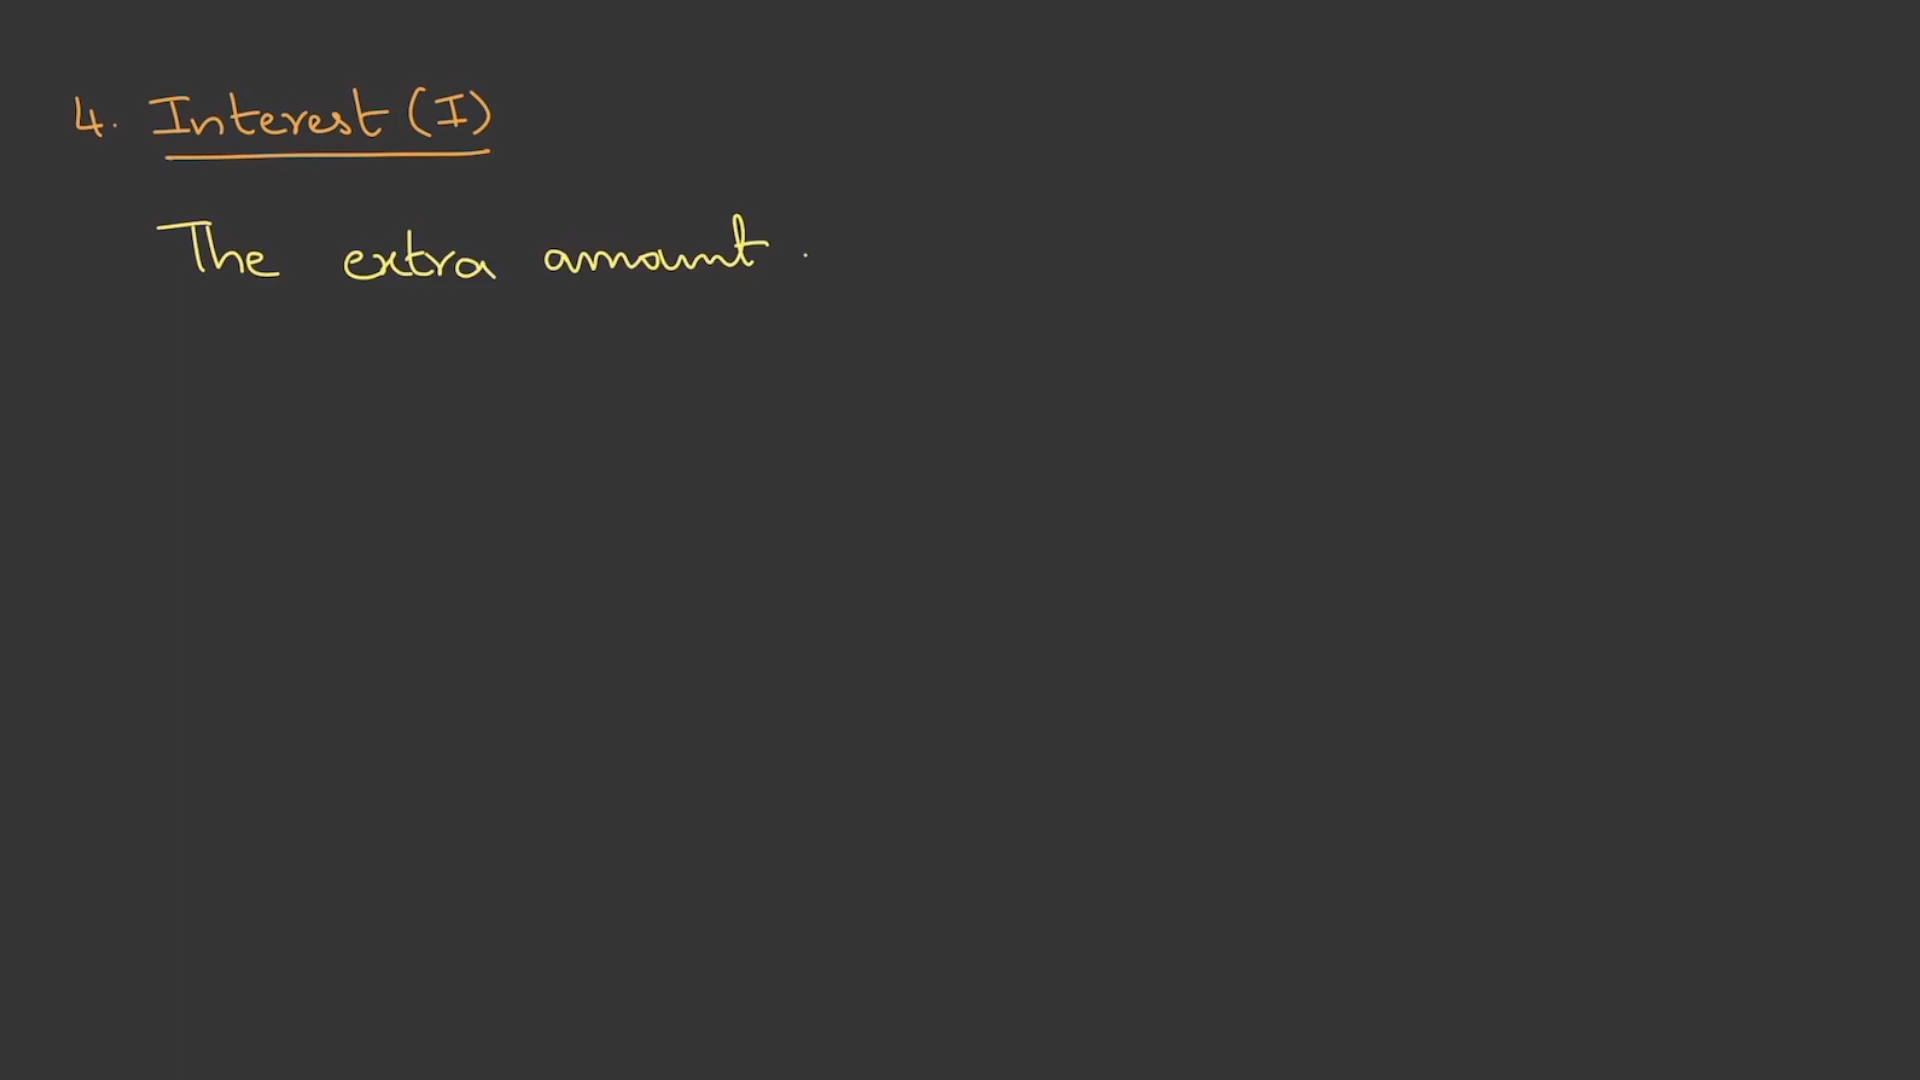 4. Interest (I)
The extra amount .